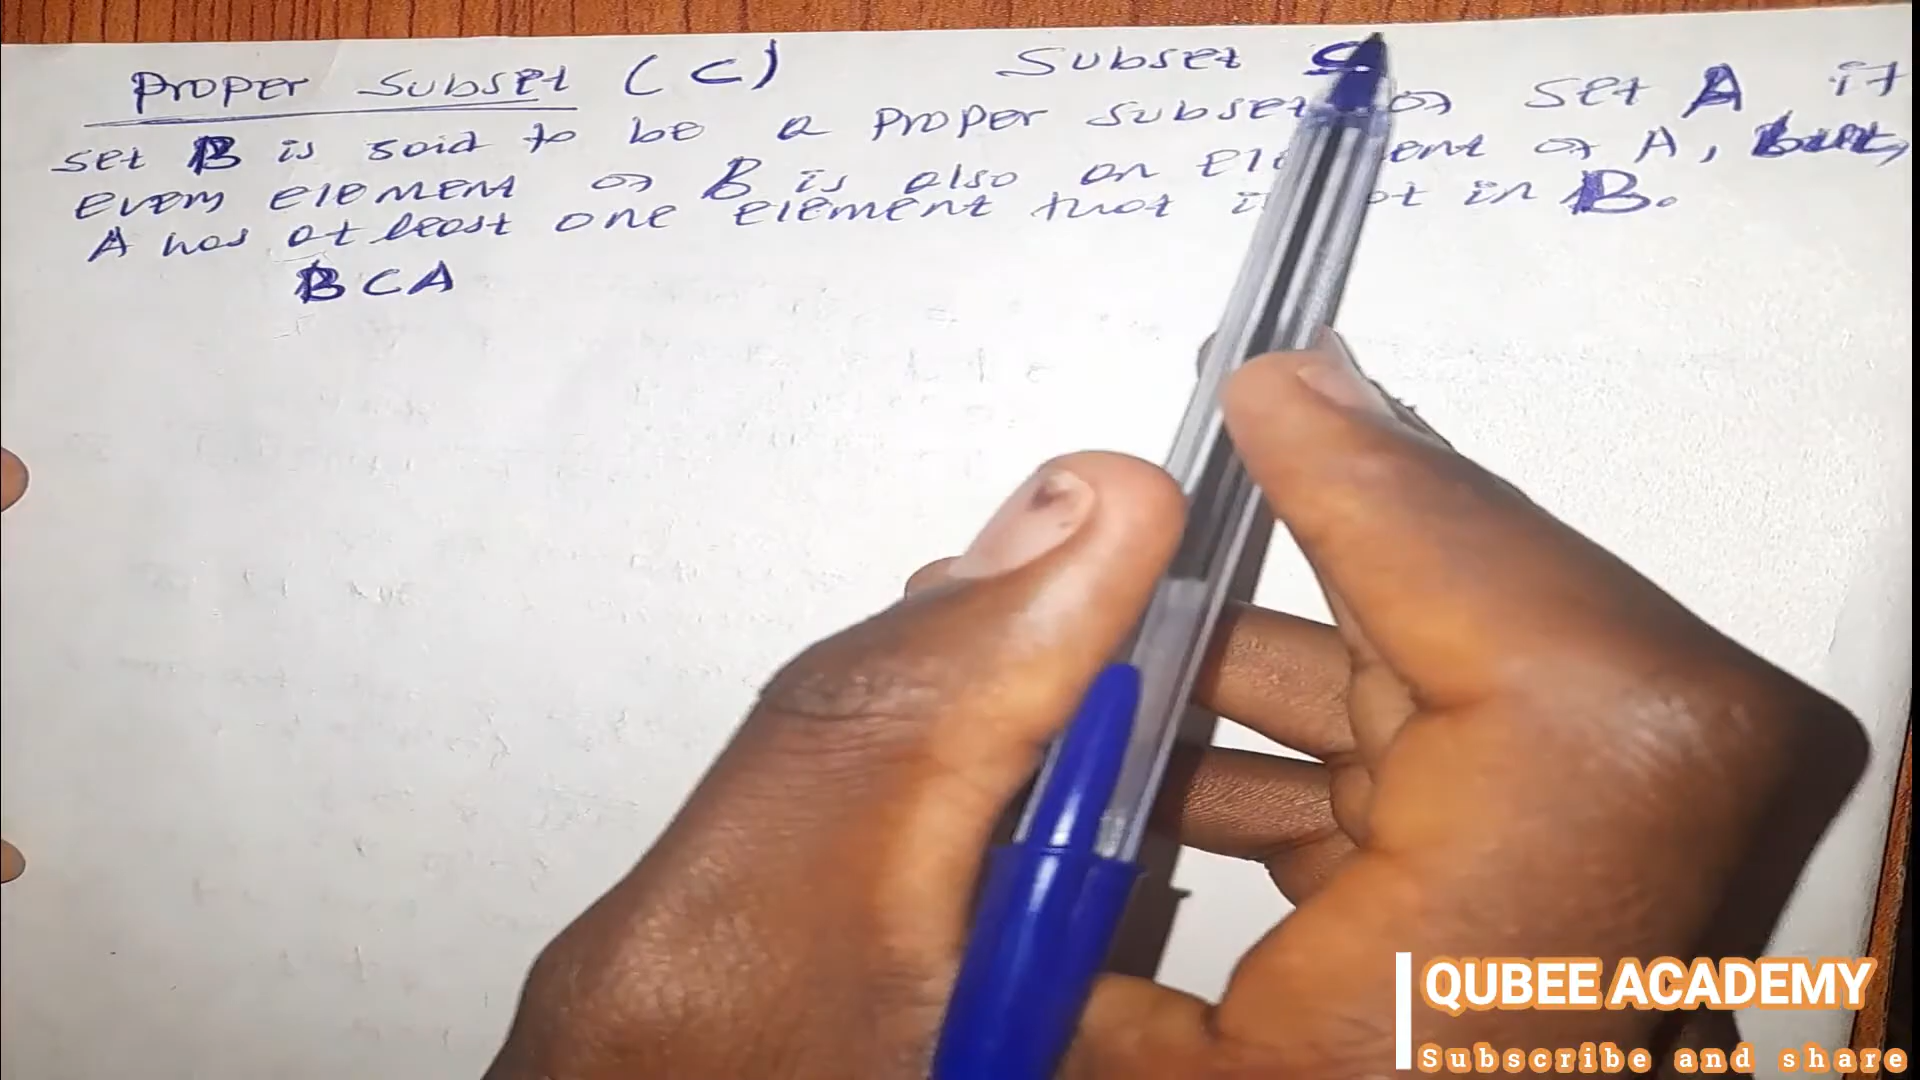 Proper Subset (⊂) Subset ⊆
set B is said to be a proper subset of set A, if
every element of B is also an element of A, But,
A has at least one element that is not in B.
B⊂A
QUBEE ACADEMY
Subscribe and share